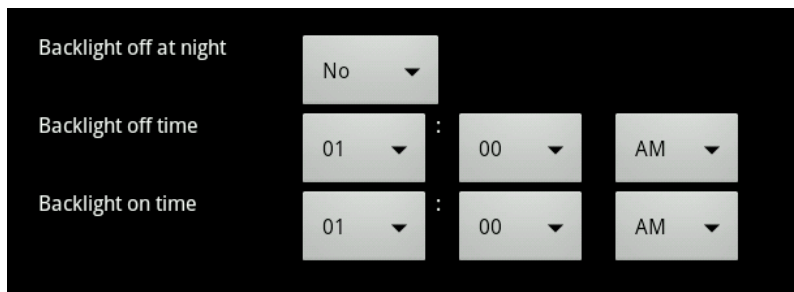 Backlight off at night No
Backlight off time 01 : 00 AM
Backlight on time 01 : 00 AM